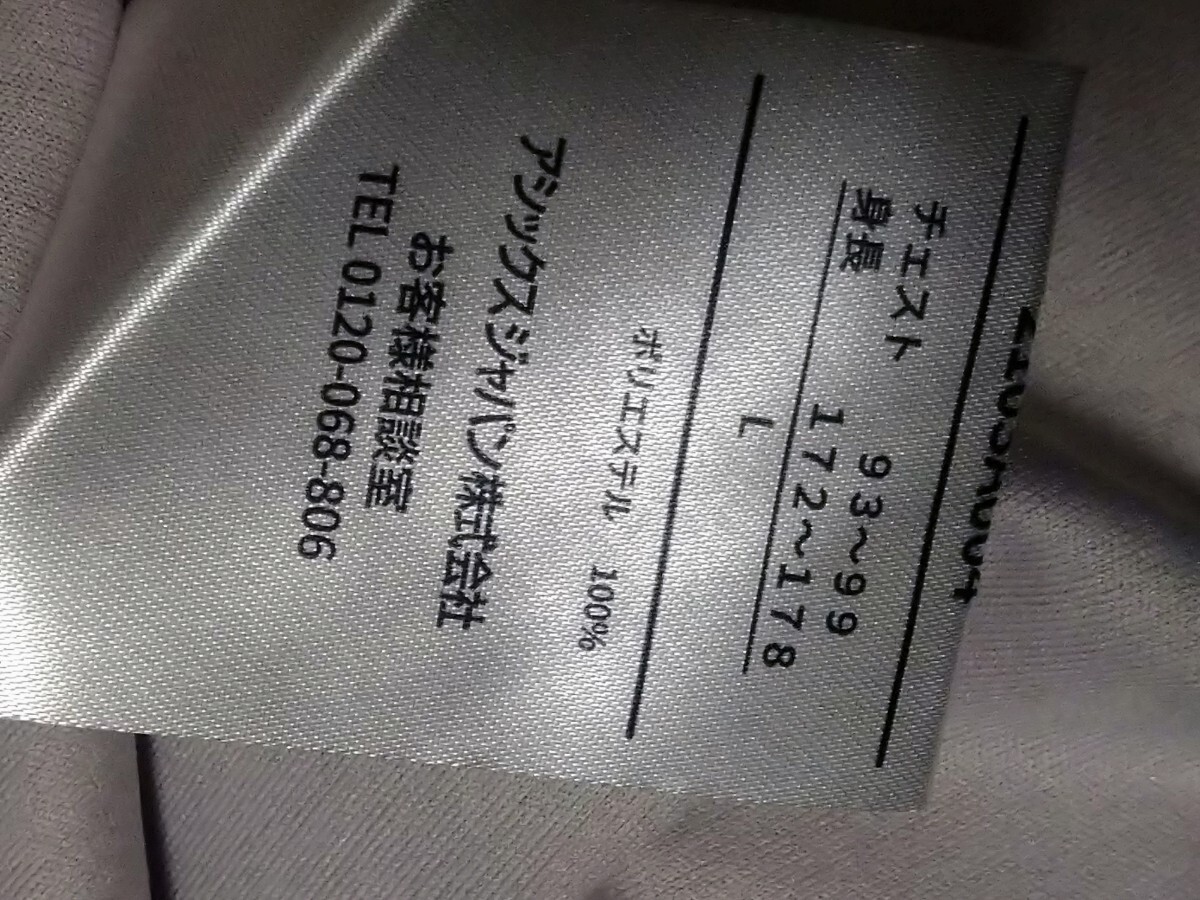 チエスト 93～99
身長 172～178
L
ポリエステル 100%
アシックスジャパン株式会社
お客様相談室
TEL 0120-068-806